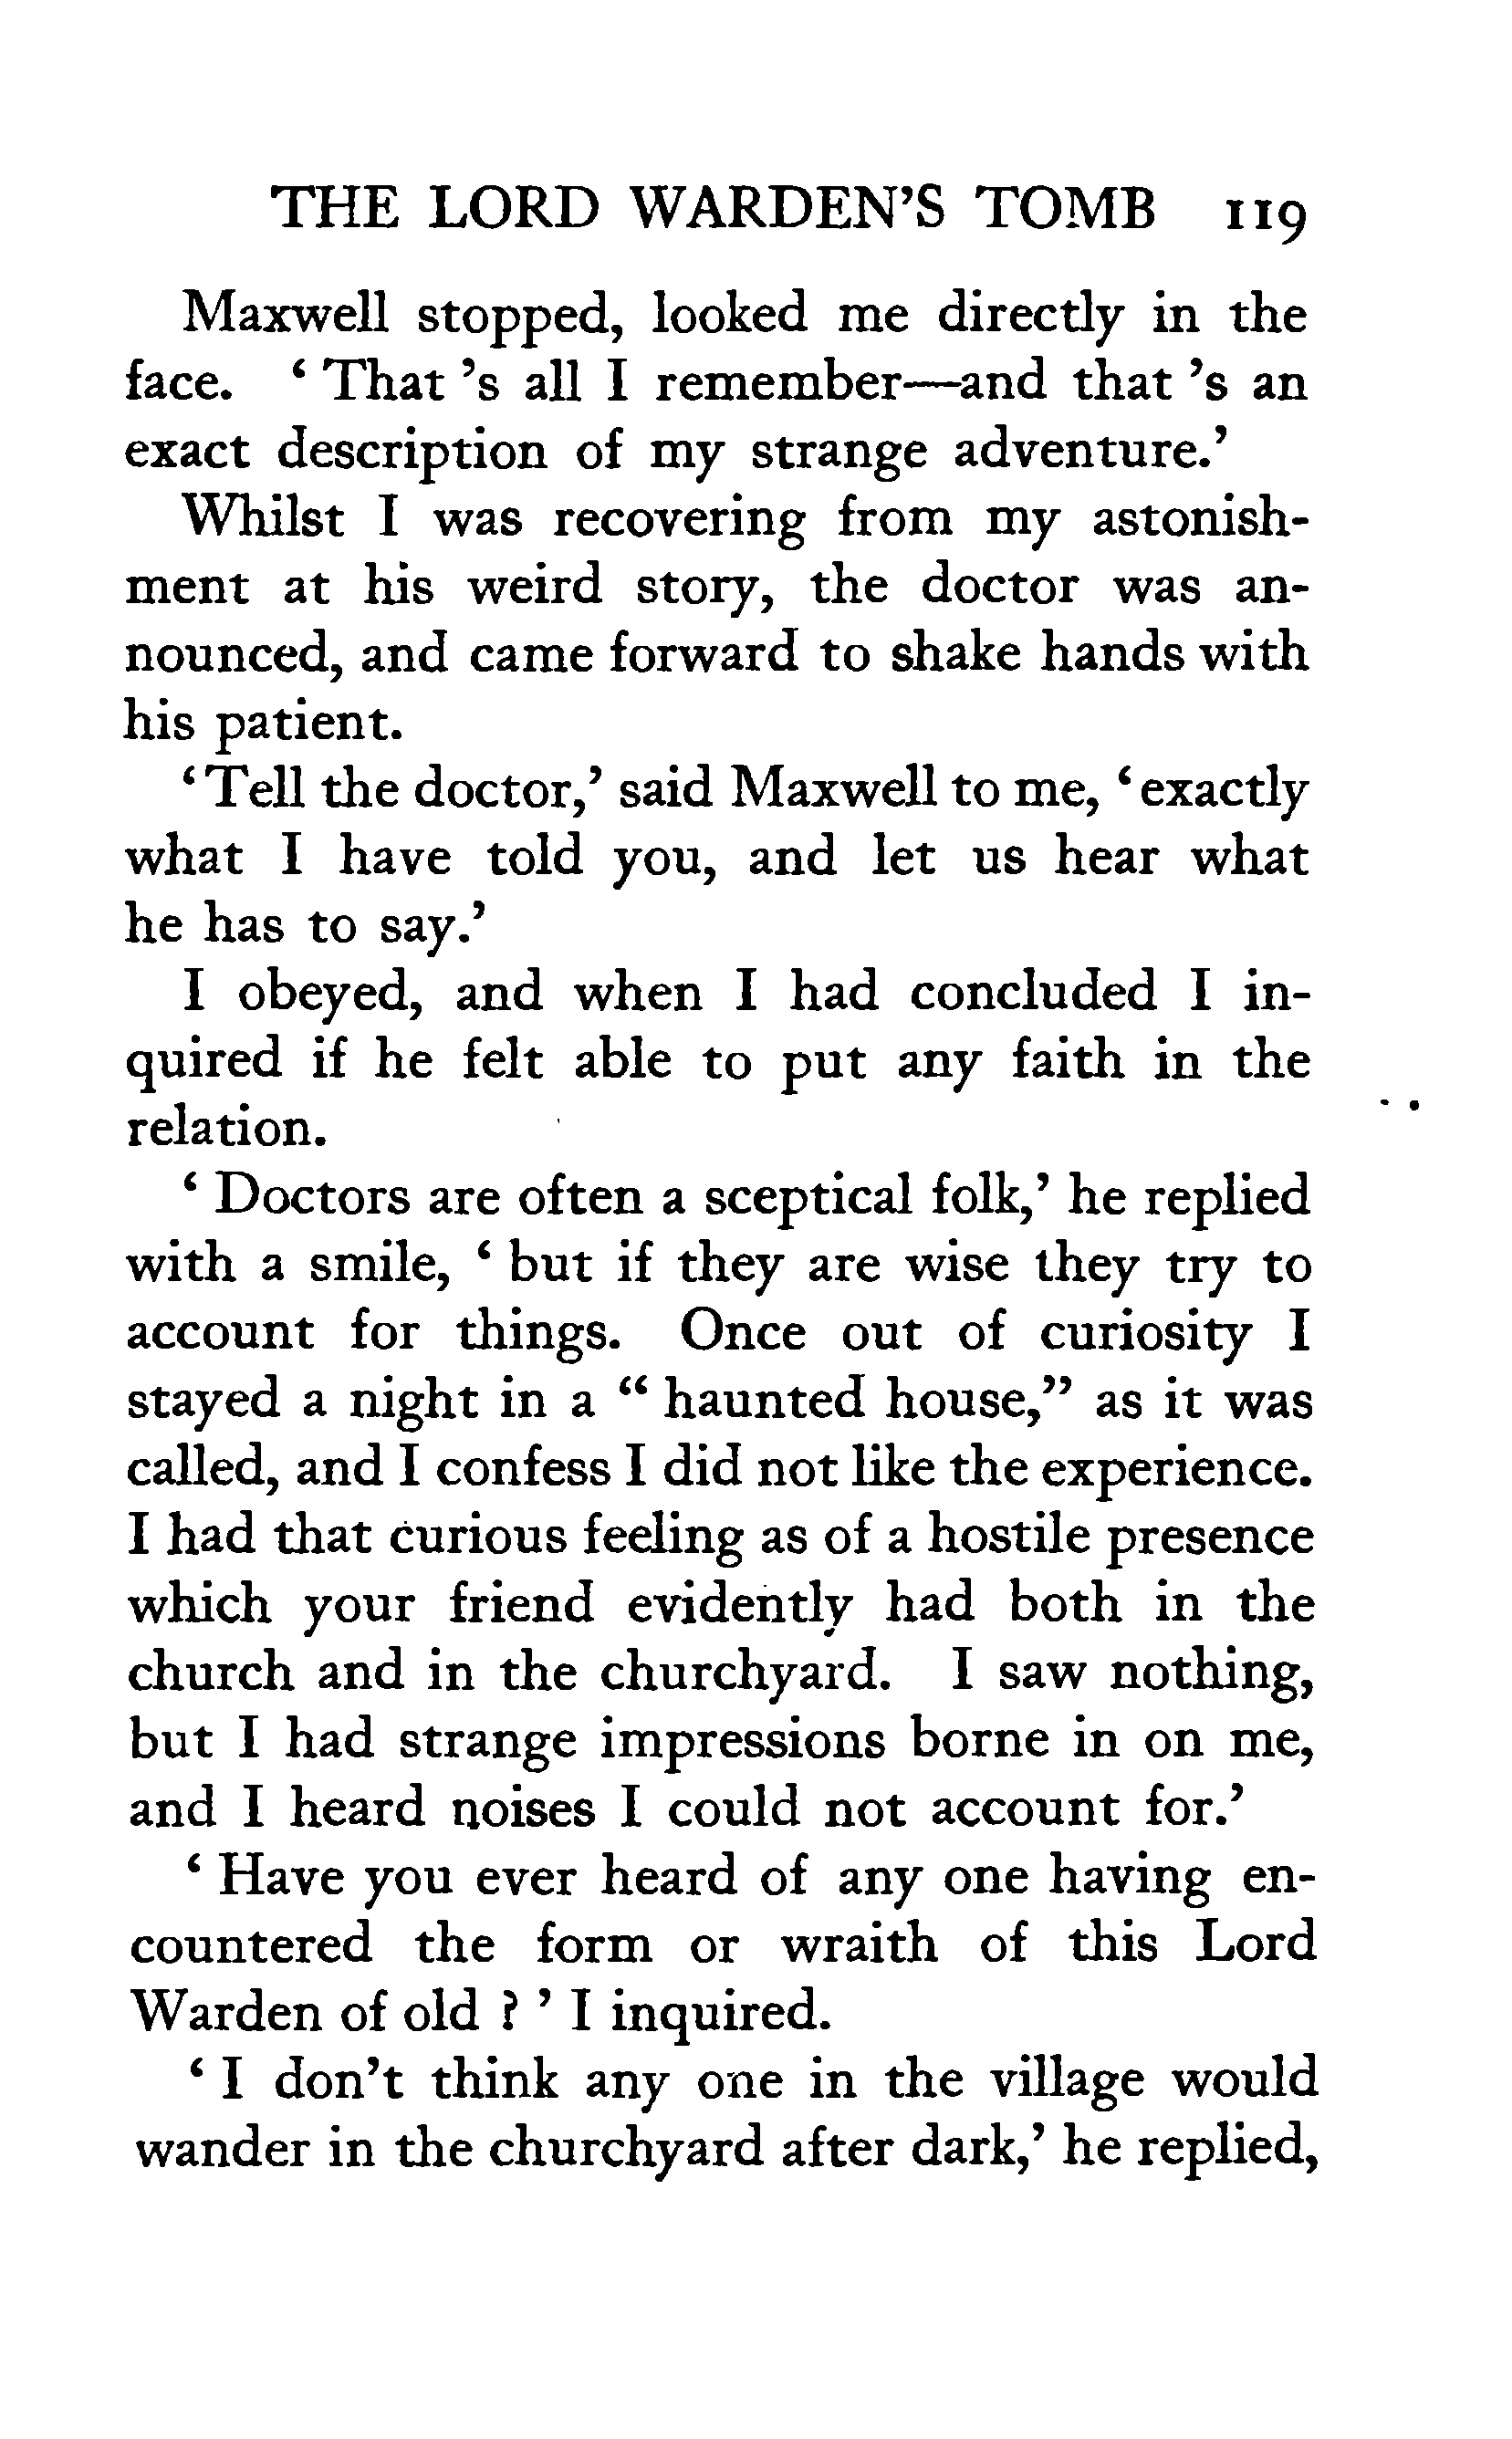 THE LORD WARDEN'S TOMB 119
Maxwell stopped, looked me directly in the
face. ‘ That ’s all I remember—and that ’s an
exact description of my strange adventure.’
Whilst I was recovering from my astonish-
ment at his weird story, the doctor was an-
nounced, and came forward to shake hands with
his patient.
‘ Tell the doctor,’ said Maxwell to me, ‘ exactly
what I have told you, and let us hear what
he has to say.’
I obeyed, and when I had concluded I in-
quired if he felt able to put any faith in the
relation.
‘ Doctors are often a sceptical folk,’ he replied
with a smile, ‘ but if they are wise they try to
account for things. Once out of curiosity I
stayed a night in a “ haunted house,” as it was
called, and I confess I did not like the experience.
I had that curious feeling as of a hostile presence
which your friend evidently had both in the
church and in the churchyard. I saw nothing,
but I had strange impressions borne in on me,
and I heard noises I could not account for.’
‘ Have you ever heard of any one having en-
countered the form or wraith of this Lord
Warden of old ? ’ I inquired.
‘ I don’t think any one in the village would
wander in the churchyard after dark,’ he replied,